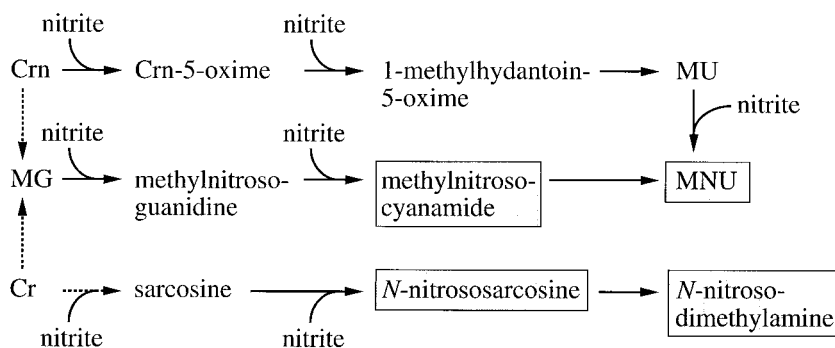 nitrite nitrite
Crn Crn-5-oxime 1-methylhydantoin- MU
5-oxime
nitrite
nitrite nitrite
MG methylnitroso- methylnitroso- MNU
guanidine cyanamide
Cr sarcosine N-nitrososarcosine N-nitroso-
dimethylamine
nitrite nitrite